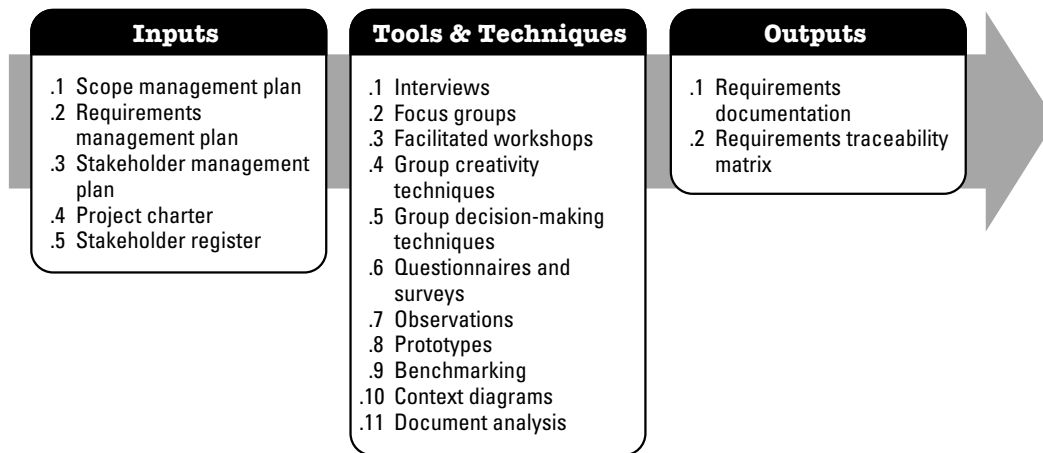 Inputs
.1 Scope management plan
.2 Requirements
management plan
.3 Stakeholder management
plan
.4 Project charter
.5 Stakeholder register
Tools & Techniques
.1 Interviews
.2 Focus groups
.3 Facilitated workshops
.4 Group creativity
techniques
.5 Group decision-making
techniques
.6 Questionnaires and
surveys
.7 Observations
.8 Prototypes
.9 Benchmarking
.10 Context diagrams
.11 Document analysis
Outputs
.1 Requirements
documentation
.2 Requirements traceability
matrix